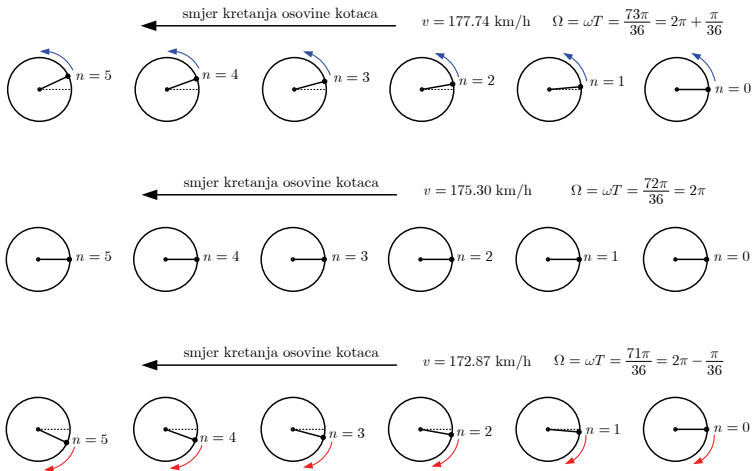 smjer kretanja osovine kotaca v = 177.74 km/h Ω = ωT = 73π/36 = 2π + π/36
n = 5 n = 4 n = 3 n = 2 n = 1 n = 0
smjer kretanja osovine kotaca v = 175.30 km/h Ω = ωT = 72π/36 = 2π
n = 5 n = 4 n = 3 n = 2 n = 1 n = 0
smjer kretanja osovine kotaca v = 172.87 km/h Ω = ωT = 71π/36 = 2π − π/36
n = 5 n = 4 n = 3 n = 2 n = 1 n = 0